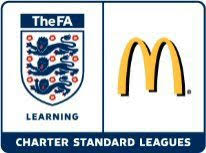 TheFA
LEARNING
M
®
CHARTER STANDARD LEAGUES